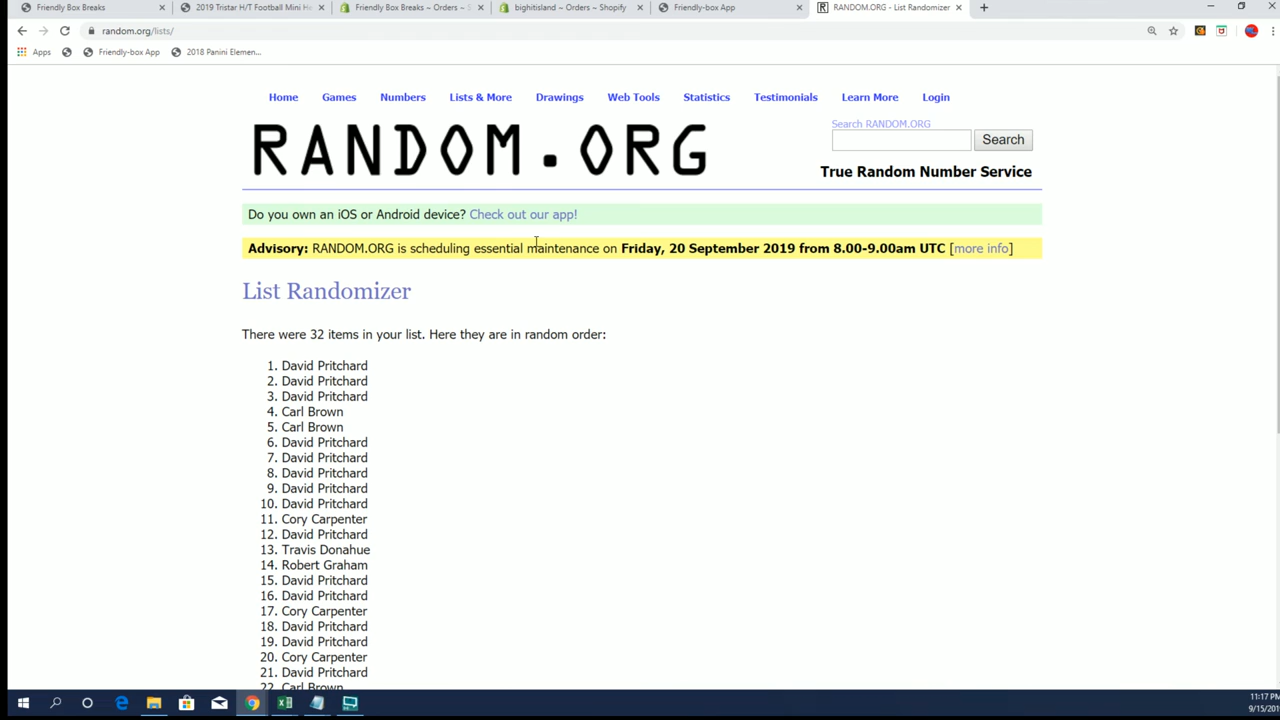 Friendly Box Breaks
2019 Tristar H/T Football Mini He
Friendly Box Breaks ~ Orders ~ S
bighitisland ~ Orders ~ Shopify
Friendly-box App
RANDOM.ORG - List Randomizer
random.org/lists/
Apps
Friendly-box App
2018 Panini Elemen...
Home Games Numbers Lists & More Drawings Web Tools Statistics Testimonials Learn More Login
RANDOM.ORG
Search RANDOM.ORG
Search
True Random Number Service
Do you own an iOS or Android device? Check out our app!
Advisory: RANDOM.ORG is scheduling essential maintenance on Friday, 20 September 2019 from 8.00-9.00am UTC [more info]
List Randomizer
There were 32 items in your list. Here they are in random order:
1. David Pritchard
2. David Pritchard
3. David Pritchard
4. Carl Brown
5. Carl Brown
6. David Pritchard
7. David Pritchard
8. David Pritchard
9. David Pritchard
10. David Pritchard
11. Cory Carpenter
12. David Pritchard
13. Travis Donahue
14. Robert Graham
15. David Pritchard
16. David Pritchard
17. Cory Carpenter
18. David Pritchard
19. David Pritchard
20. Cory Carpenter
21. David Pritchard
22. Carl Brown
11:17 PM
9/15/201